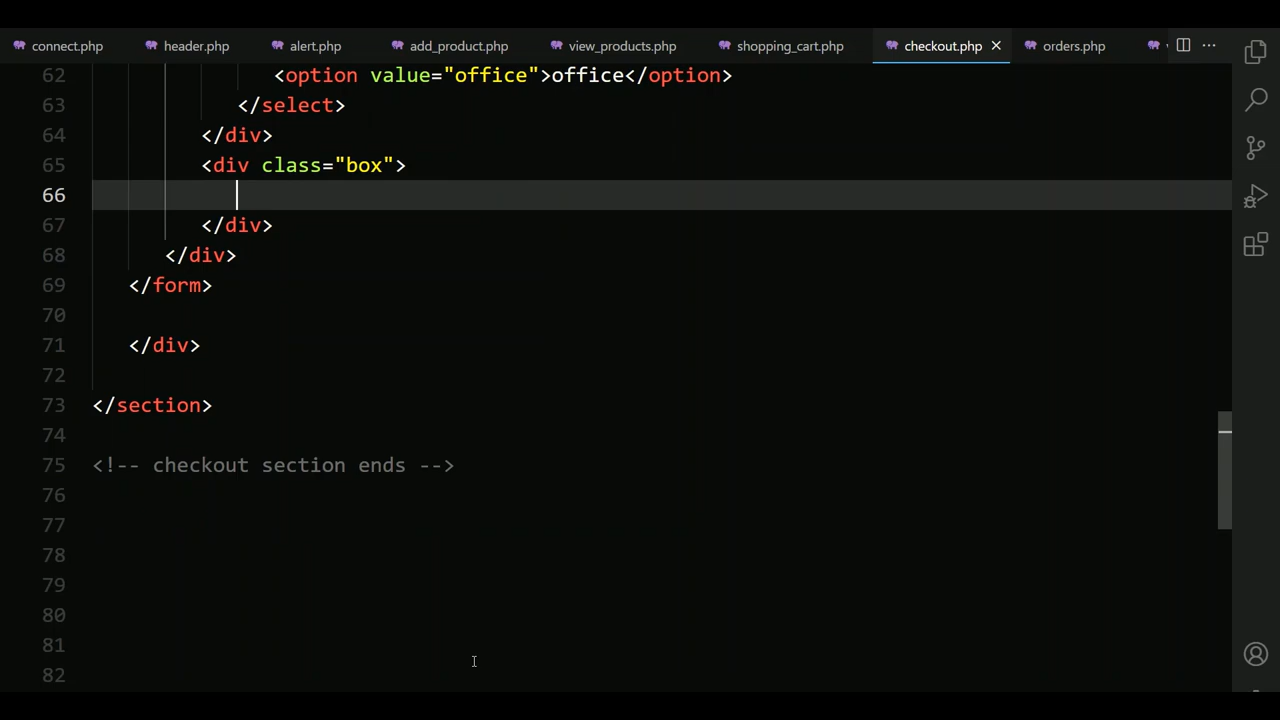 connect.php header.php alert.php add_product.php view_products.php shopping_cart.php checkout.php orders.php
62 <option value="office">office</option>
63 </select>
64 </div>
65 <div class="box">
66
67 </div>
68 </div>
69 </form>
70
71 </div>
72
73 </section>
74
75 <!-- checkout section ends -->
76
77
78
79
80
81
82